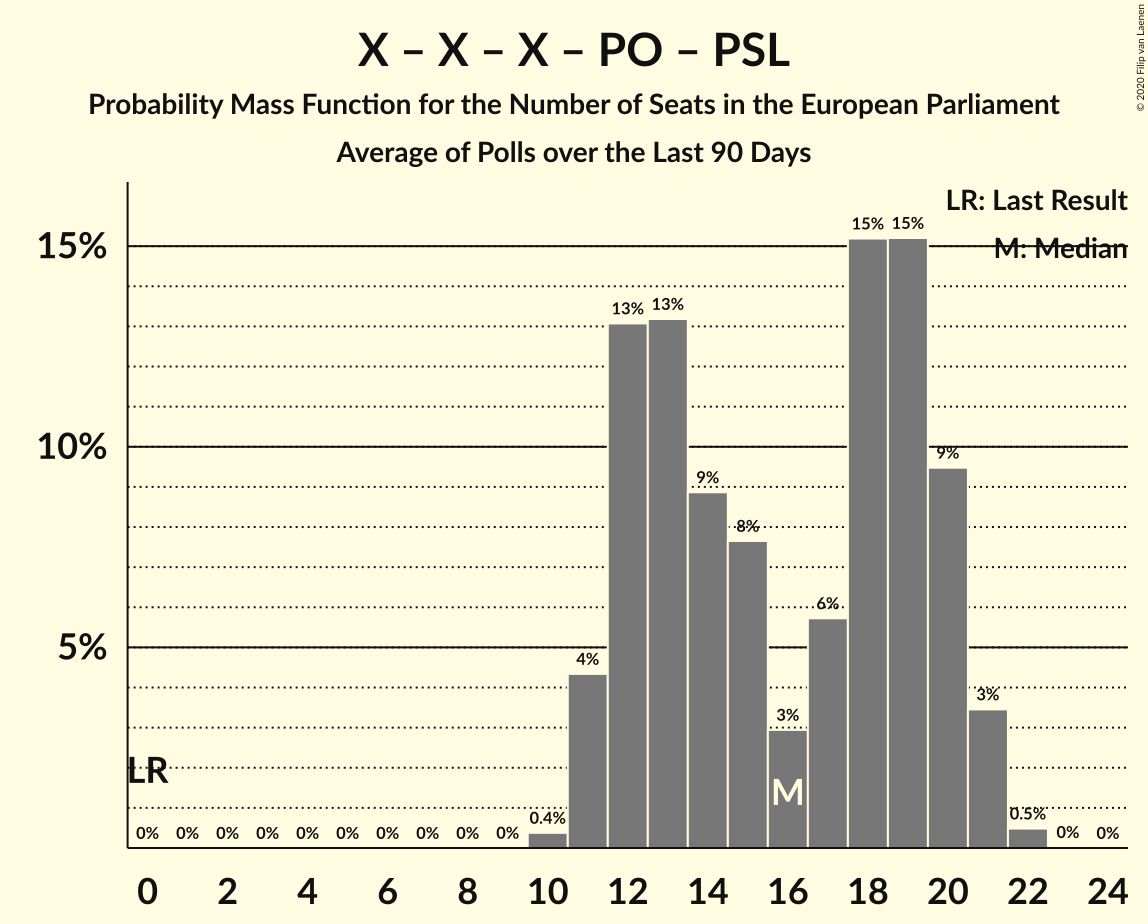 X – X – X – PO – PSL
Probability Mass Function for the Number of Seats in the European Parliament
Average of Polls over the Last 90 Days
© 2020 Filip van Laenen
LR: Last Result
M: Median
15%
10%
5%
15% 15%
13% 13%
9%
9%
8%
6%
4%
3%
3%
LR
M
0% 0% 0% 0% 0% 0% 0% 0% 0% 0% 0.4% 0.5% 0% 0%
0 2 4 6 8 10 12 14 16 18 20 22 24